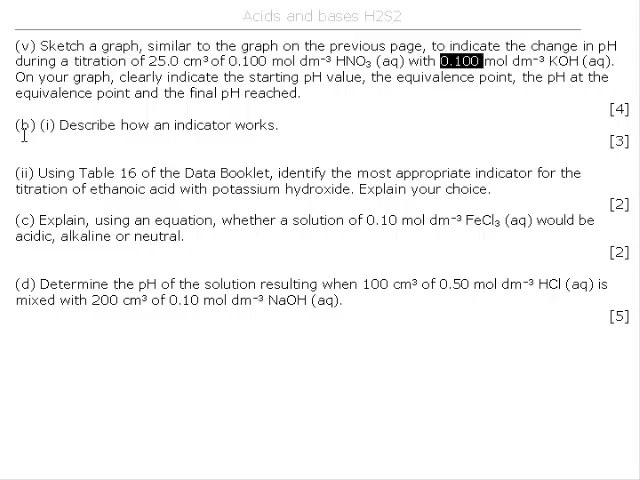 Acids and bases H2S2
(v) Sketch a graph, similar to the graph on the previous page, to indicate the change in pH
during a titration of 25.0 cm³ of 0.100 mol dm⁻³ HNO₃ (aq) with 0.100 mol dm⁻³ KOH (aq).
On your graph, clearly indicate the starting pH value, the equivalence point, the pH at the
equivalence point and the final pH reached.
[4]
(b) (i) Describe how an indicator works.
[3]
(ii) Using Table 16 of the Data Booklet, identify the most appropriate indicator for the
titration of ethanoic acid with potassium hydroxide. Explain your choice.
[2]
(c) Explain, using an equation, whether a solution of 0.10 mol dm⁻³ FeCl₃ (aq) would be
acidic, alkaline or neutral.
[2]
(d) Determine the pH of the solution resulting when 100 cm³ of 0.50 mol dm⁻³ HCl (aq) is
mixed with 200 cm³ of 0.10 mol dm⁻³ NaOH (aq).
[5]